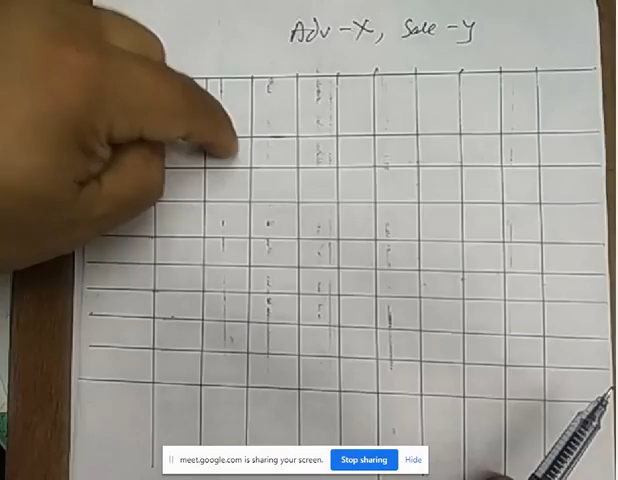 Adv - X, Sale - y
meet.google.com is sharing your screen. Stop sharing Hide